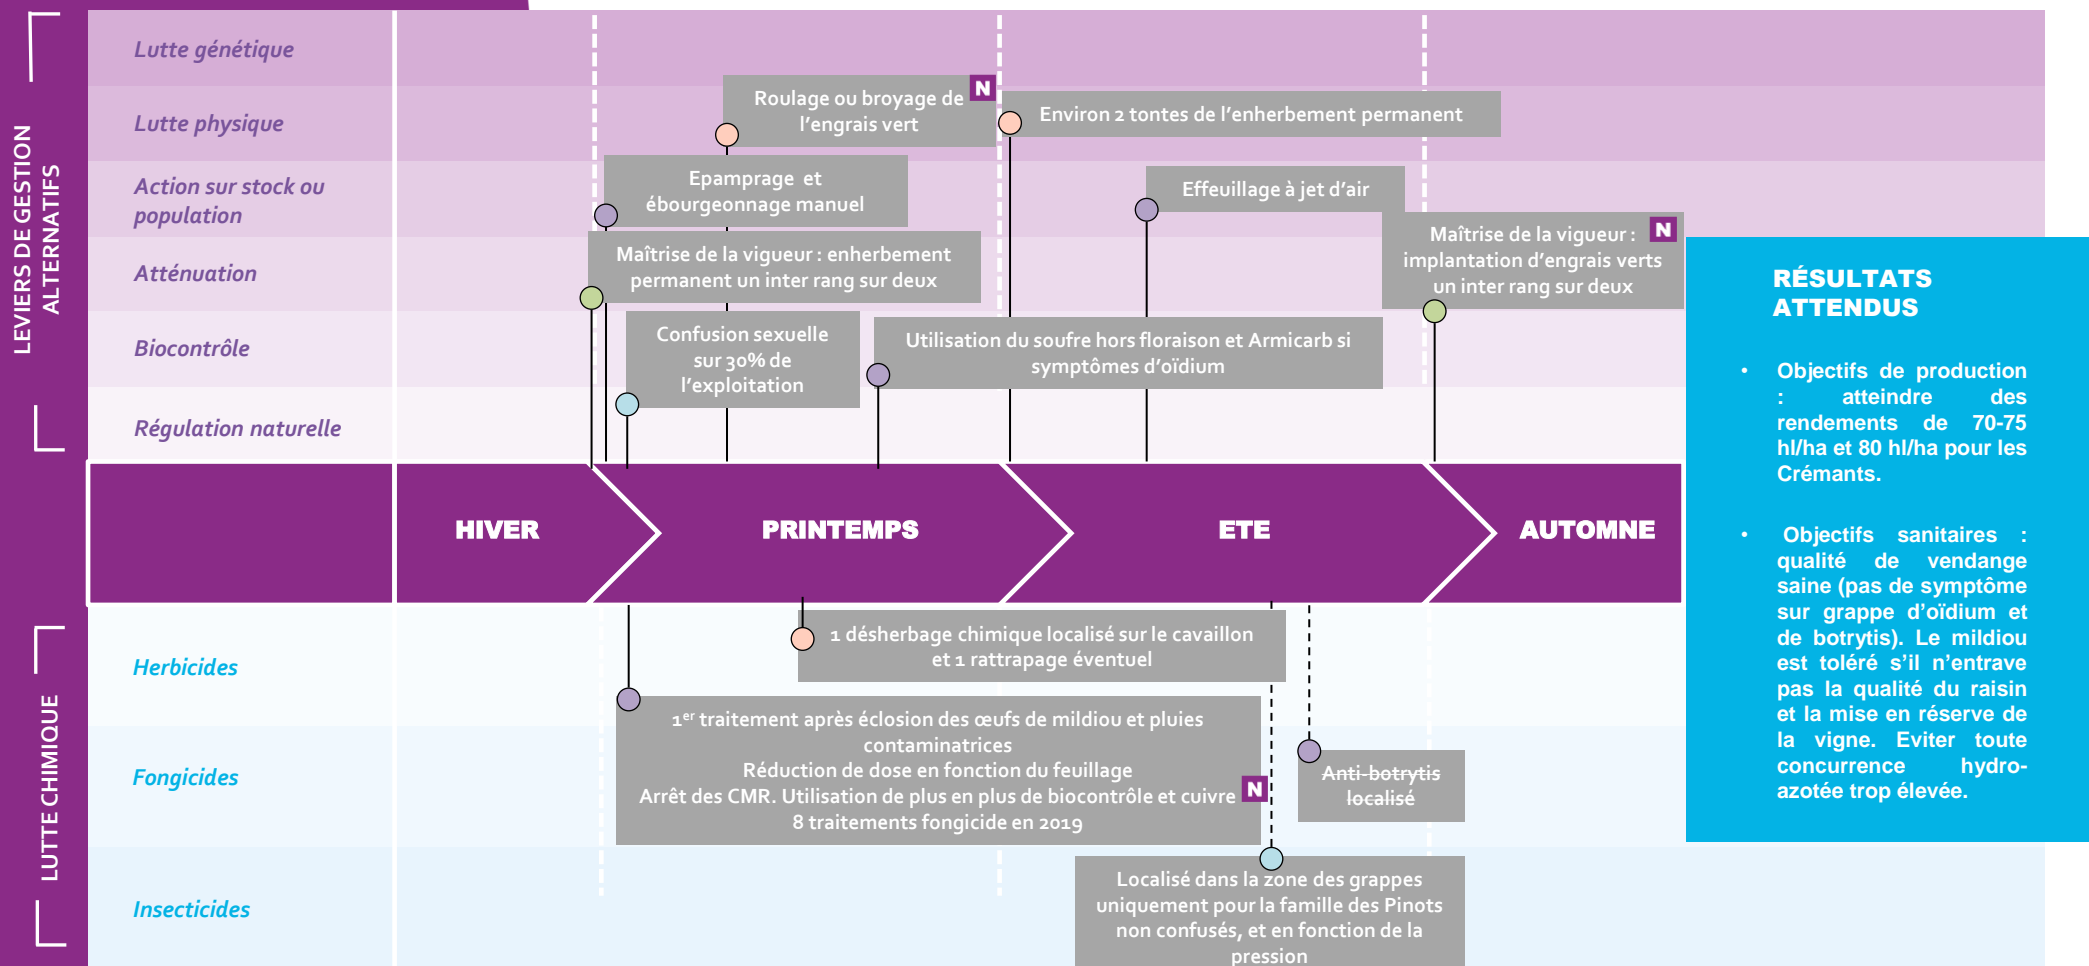 LEVIERS DE GESTION
ALTERNATIFS
Lutte génétique
Lutte physique
Action sur stock ou
population
Atténuation
Biocontrôle
Régulation naturelle
Roulage ou broyage de
l’engrais vert
N
Environ 2 tontes de l’enherbement permanent
Epamprage et
ébourgeonnage manuel
Effeuillage à jet d’air
Maîtrise de la vigueur : enherbement
permanent un inter rang sur deux
Maîtrise de la vigueur :
implantation d’engrais verts
un inter rang sur deux
N
Confusion sexuelle
sur 30% de
l’exploitation
Utilisation du soufre hors floraison et Armicarb si
symptômes d’oïdium
HIVER
PRINTEMPS
ETE
AUTOMNE
LUTTE CHIMIQUE
Herbicides
Fongicides
Insecticides
1 désherbage chimique localisé sur le cavaillon
et 1 rattrapage éventuel
1er traitement après éclosion des œufs de mildiou et pluies
contaminatrices
Réduction de dose en fonction du feuillage
Arrêt des CMR. Utilisation de plus en plus de biocontrôle et cuivre
8 traitements fongicide en 2019
N
Anti-botrytis
localisé
Localisé dans la zone des grappes
uniquement pour la famille des Pinots
non confusés, et en fonction de la
pression
RÉSULTATS
ATTENDUS
• Objectifs de production
: atteindre des
rendements de 70-75
hl/ha et 80 hl/ha pour les
Crémants.
• Objectifs sanitaires :
qualité de vendange
saine (pas de symptôme
sur grappe d’oïdium et
de botrytis). Le mildiou
est toléré s’il n’entrave
pas la qualité du raisin
et la mise en réserve de
la vigne. Eviter toute
concurrence hydro-
azotée trop élevée.